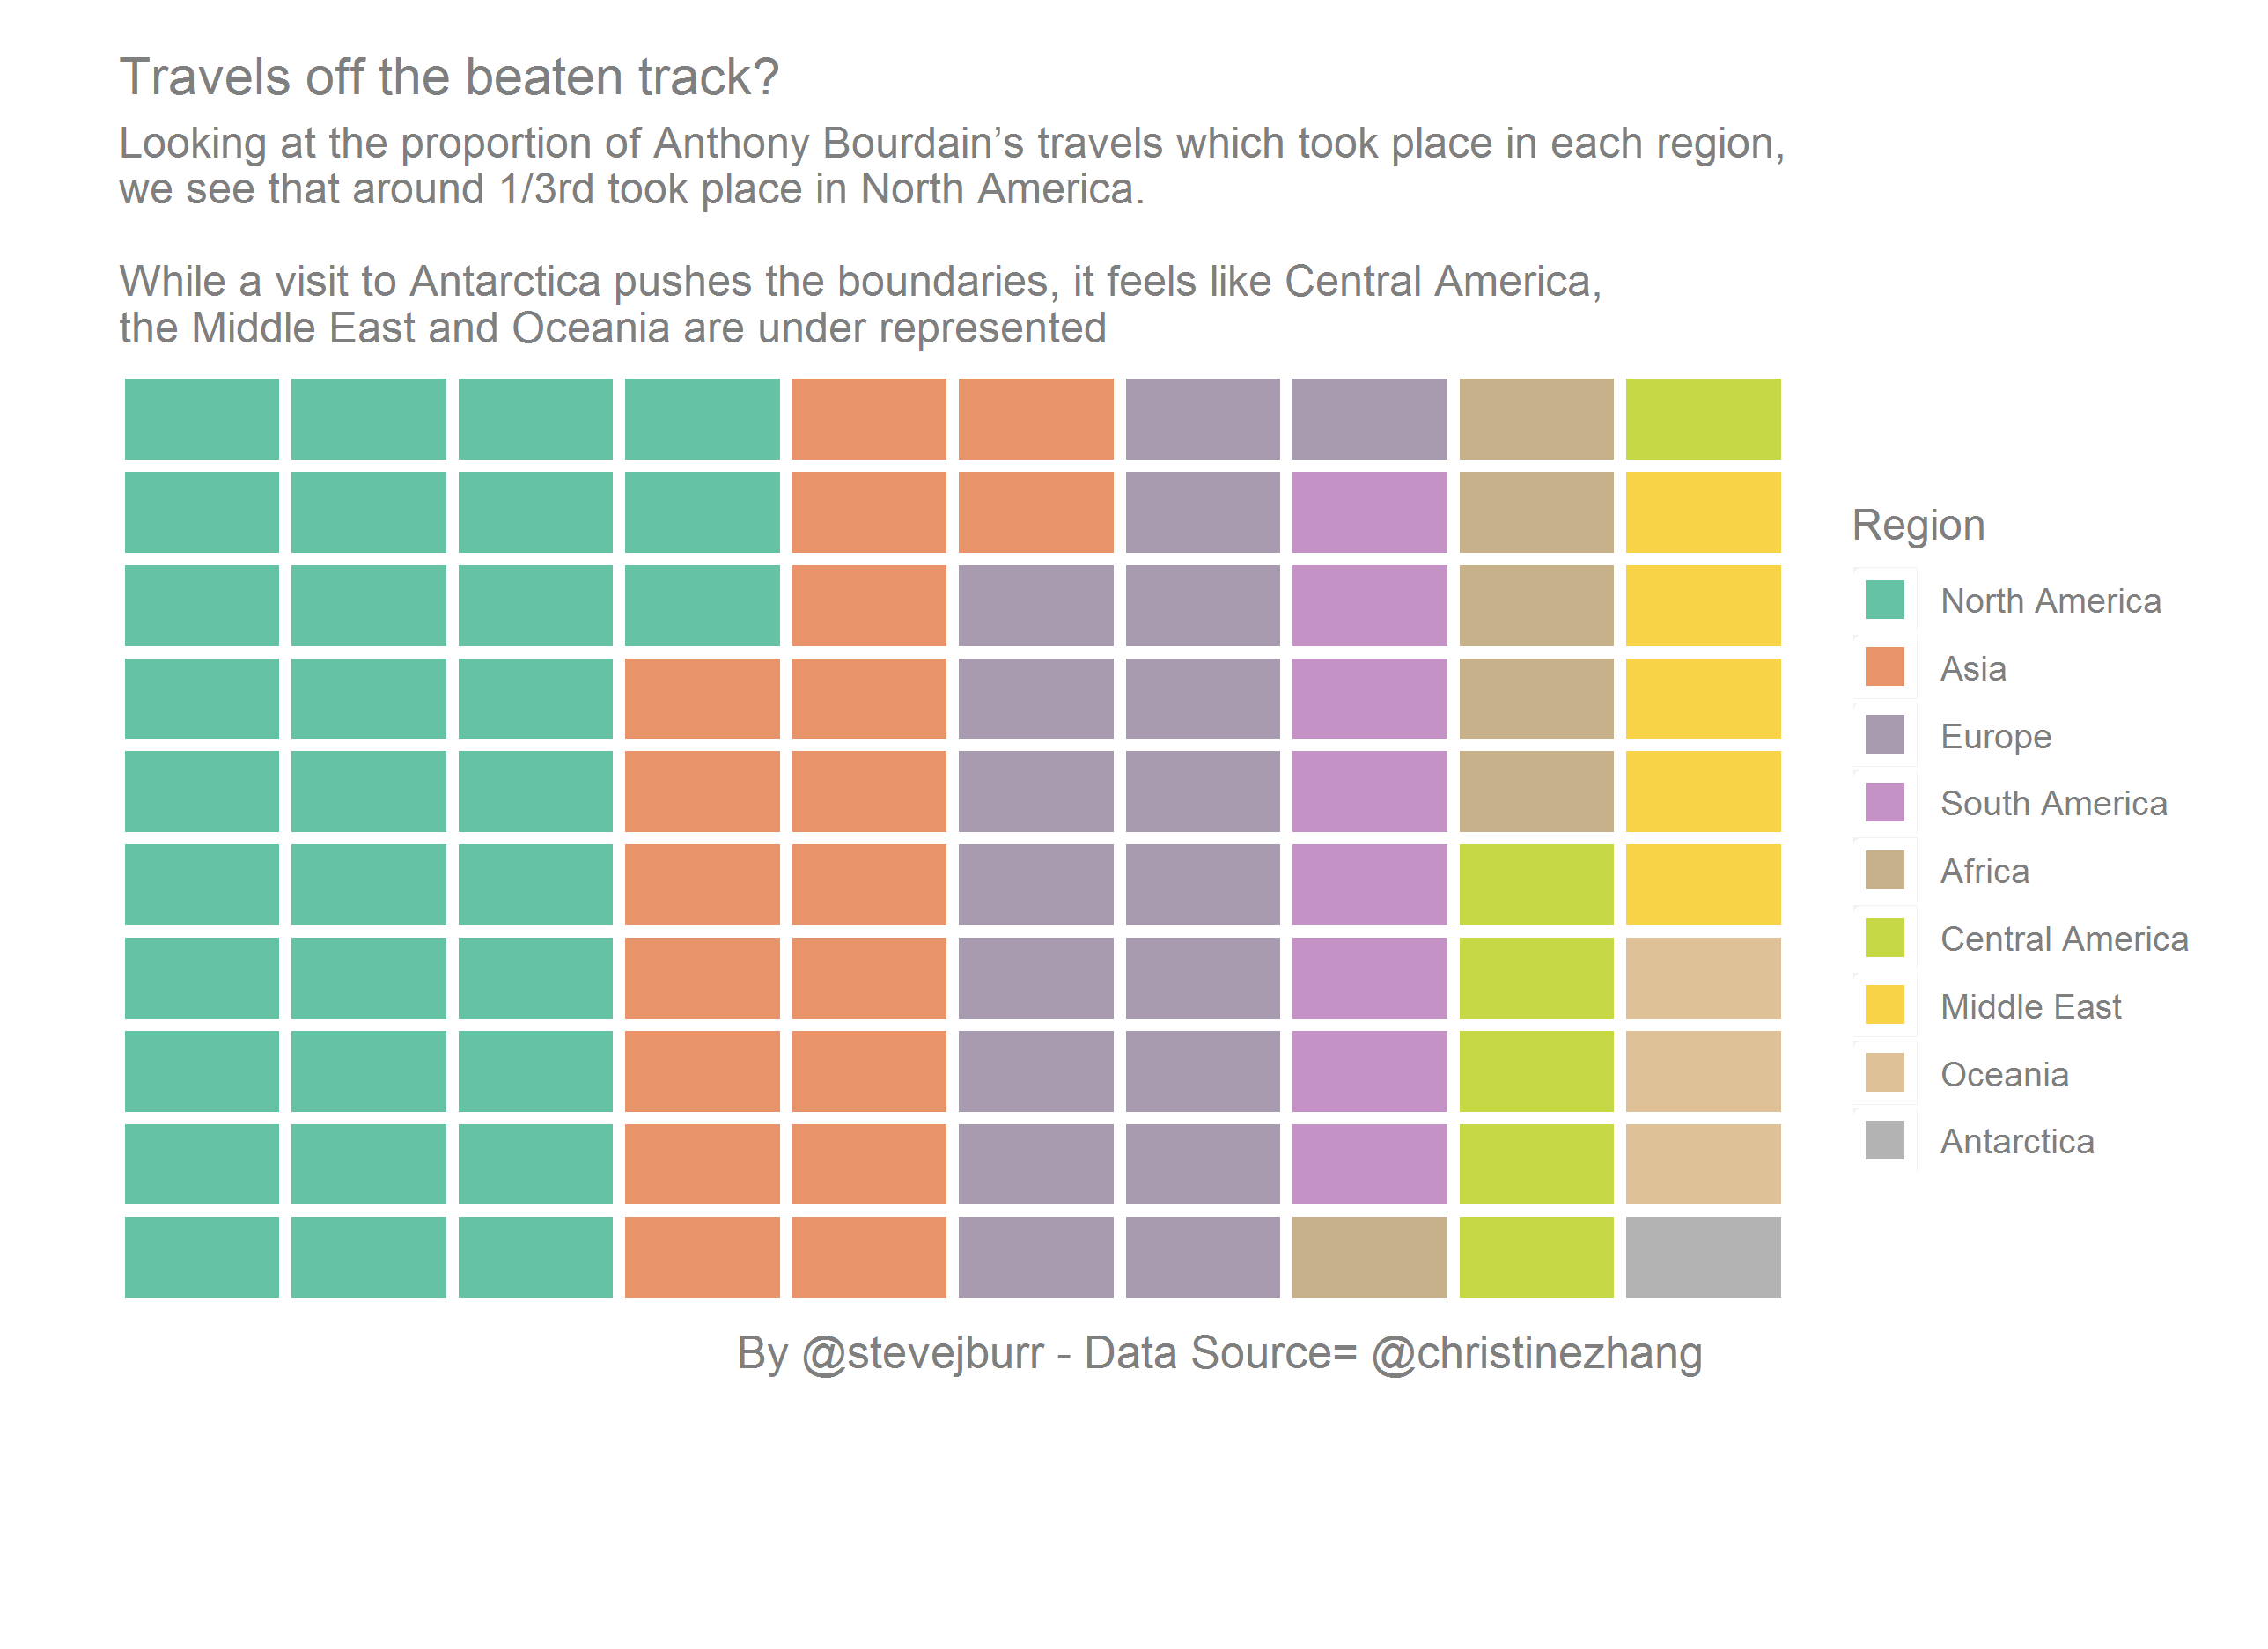 Travels off the beaten track?
Looking at the proportion of Anthony Bourdain’s travels which took place in each region,
we see that around 1/3rd took place in North America.
While a visit to Antarctica pushes the boundaries, it feels like Central America,
the Middle East and Oceania are under represented
Region
North America
Asia
Europe
South America
Africa
Central America
Middle East
Oceania
Antarctica
By @stevejburr - Data Source= @christinezhang